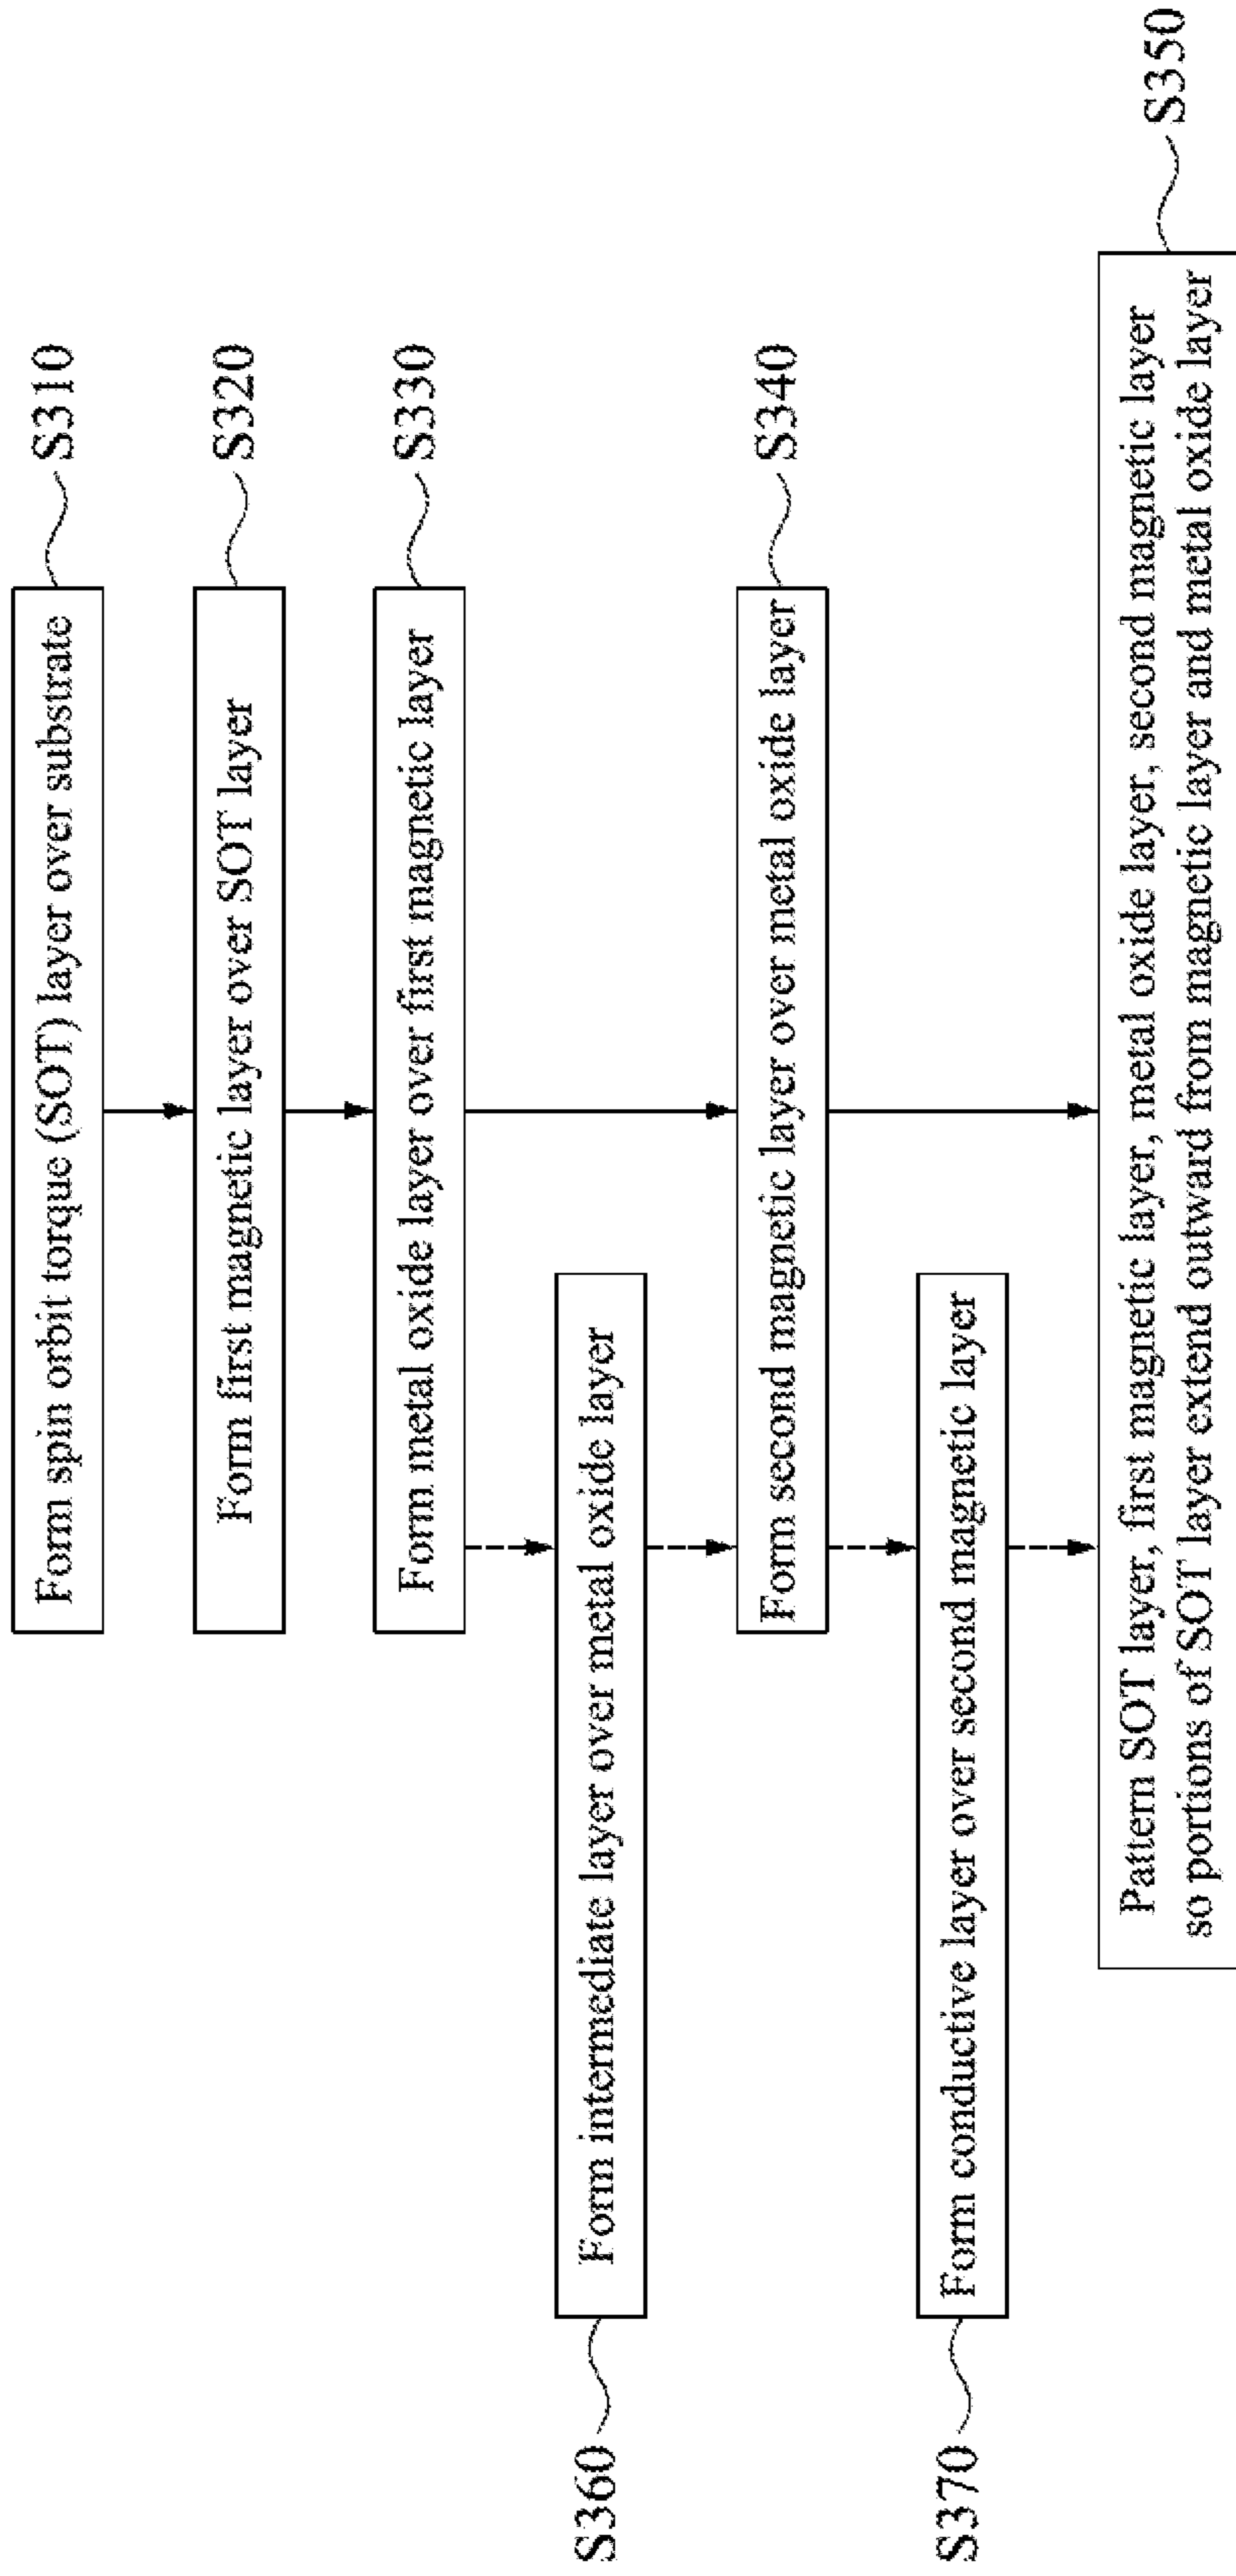 Form spin orbit torque (SOT) layer over substrate
S310
Form first magnetic layer over SOT layer
S320
Form metal oxide layer over first magnetic layer
S330
S360
Form intermediate layer over metal oxide layer
Form second magnetic layer over metal oxide layer
S340
S370
Form conductive layer over second magnetic layer
Pattern SOT layer, first magnetic layer, metal oxide layer, second magnetic layer
so portions of SOT layer extend outward from magnetic layer and metal oxide layer
S350